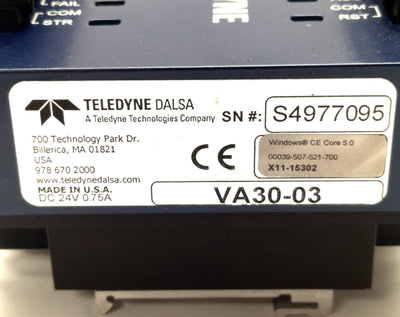 FAIL
COM
STR
YNE
COM
RST
TELEDYNE DALSA
A Teledyne Technologies Company
SN #: S4977095
700 Technology Park Dr.
Billerica, MA 01821
USA
978 670 2000
www.teledynedalsa.com
MADE IN U.S.A.
DC 24V 0.75A
CE
Windows® CE Core 5.0
00039-507-521-700
X11-15302
VA30-03